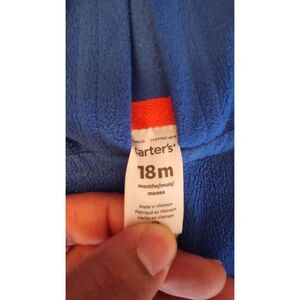 carter's
18m
months/mois/
meses
Made in Vietnam
Fabriqué au Vietnam
Hecho en Vietnam